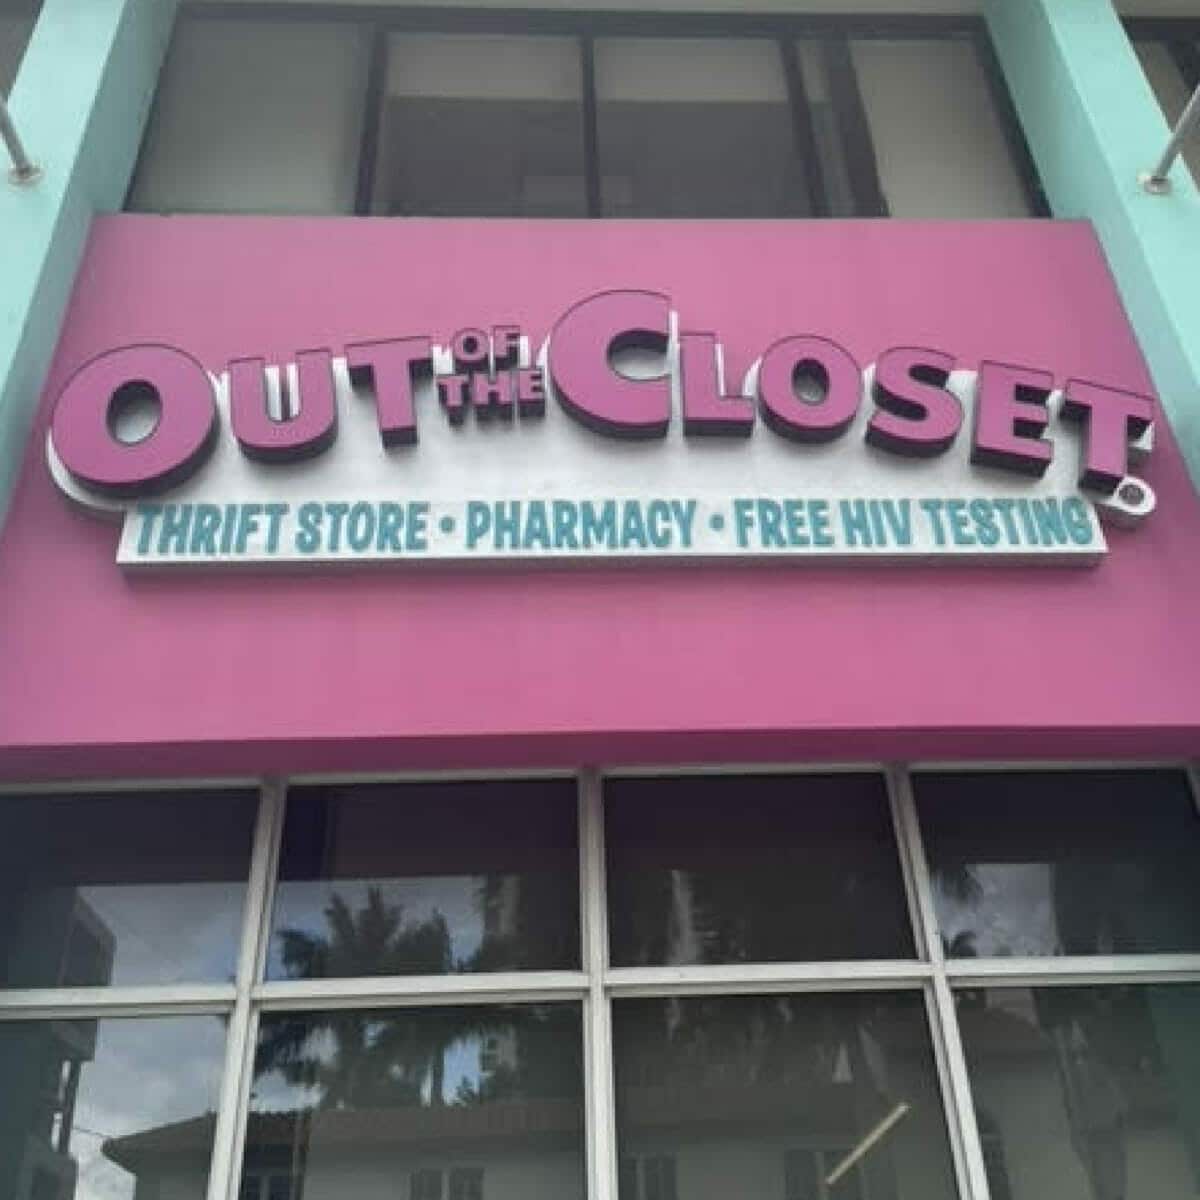 OUT OF THE CLOSET
THRIFT STORE • PHARMACY • FREE HIV TESTING